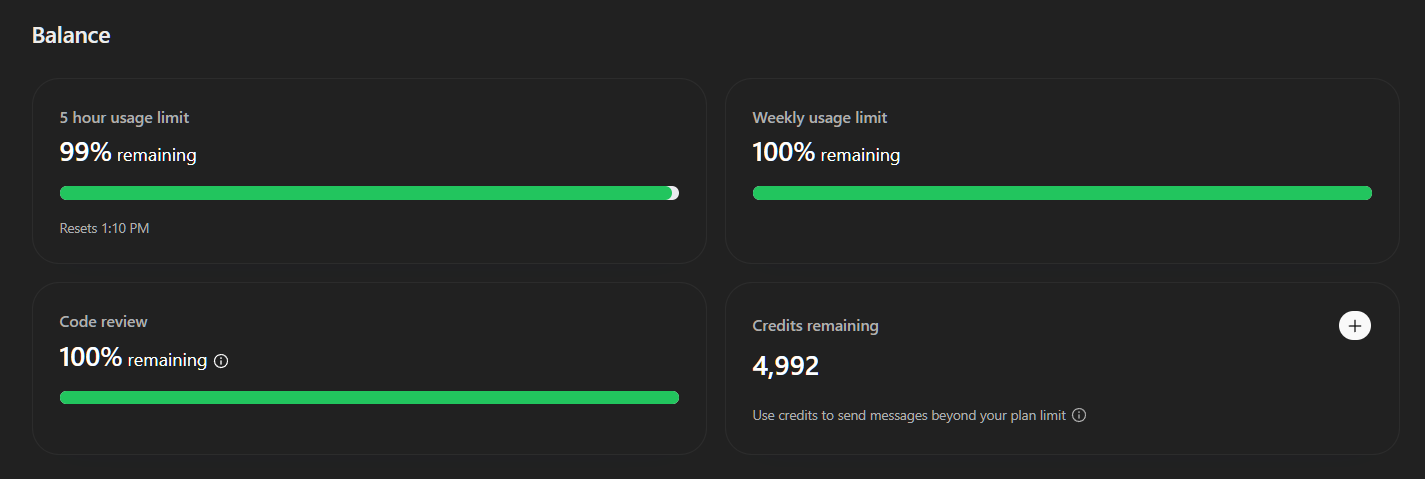 Balance
5 hour usage limit
99% remaining
Resets 1:10 PM
Weekly usage limit
100% remaining
Code review
100% remaining
Credits remaining
4,992
Use credits to send messages beyond your plan limit